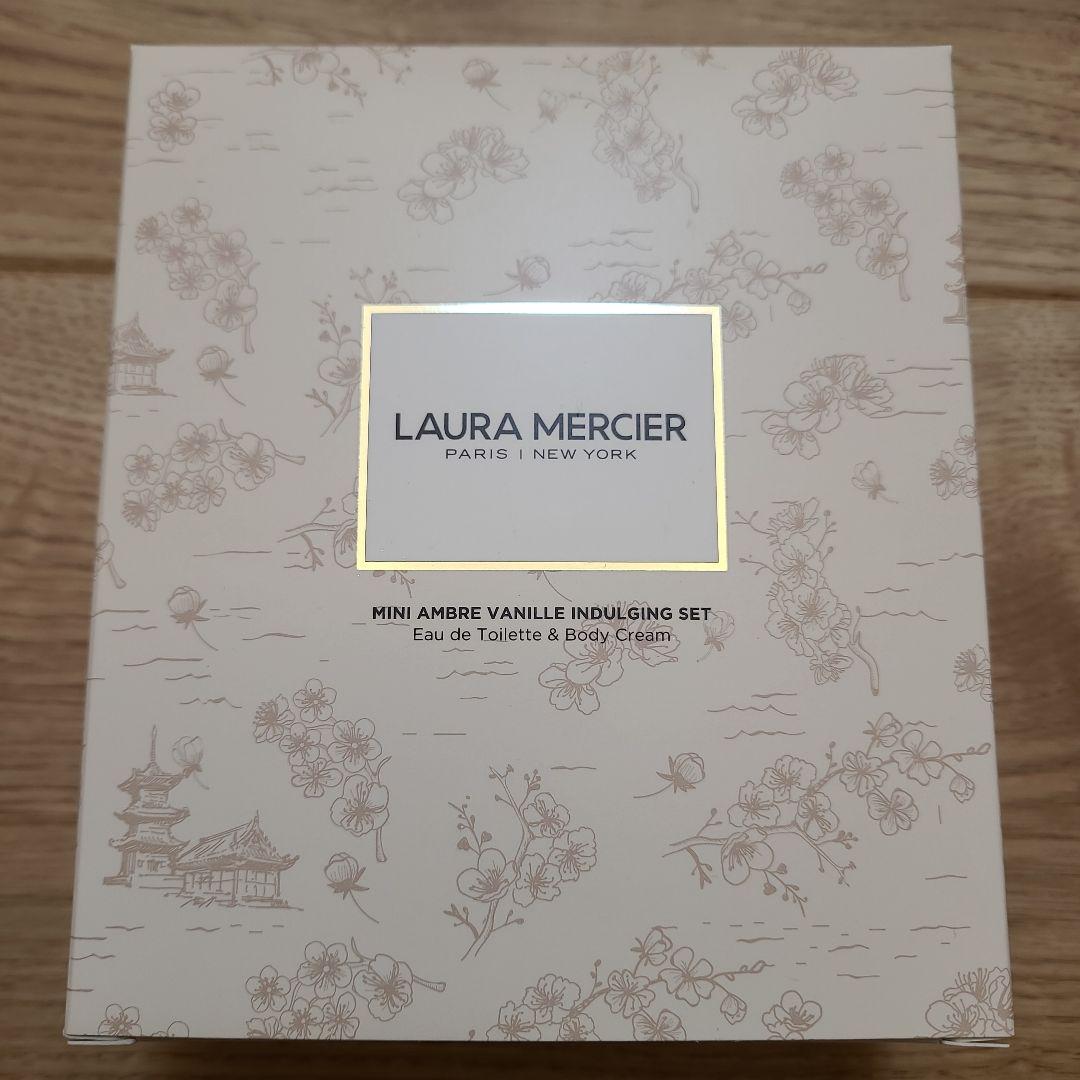 LAURA MERCIER
PARIS | NEW YORK
MINI AMBRE VANILLE INDULGING SET
Eau de Toilette & Body Cream